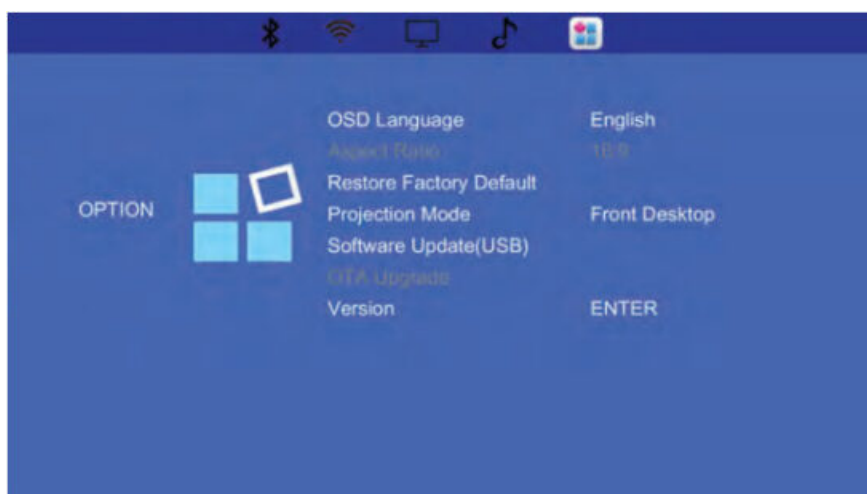 OSD Language English
Aspect Ratio 16:9
Restore Factory Default
OPTION
Projection Mode Front Desktop
Software Update(USB)
OTA Upgrade
Version ENTER